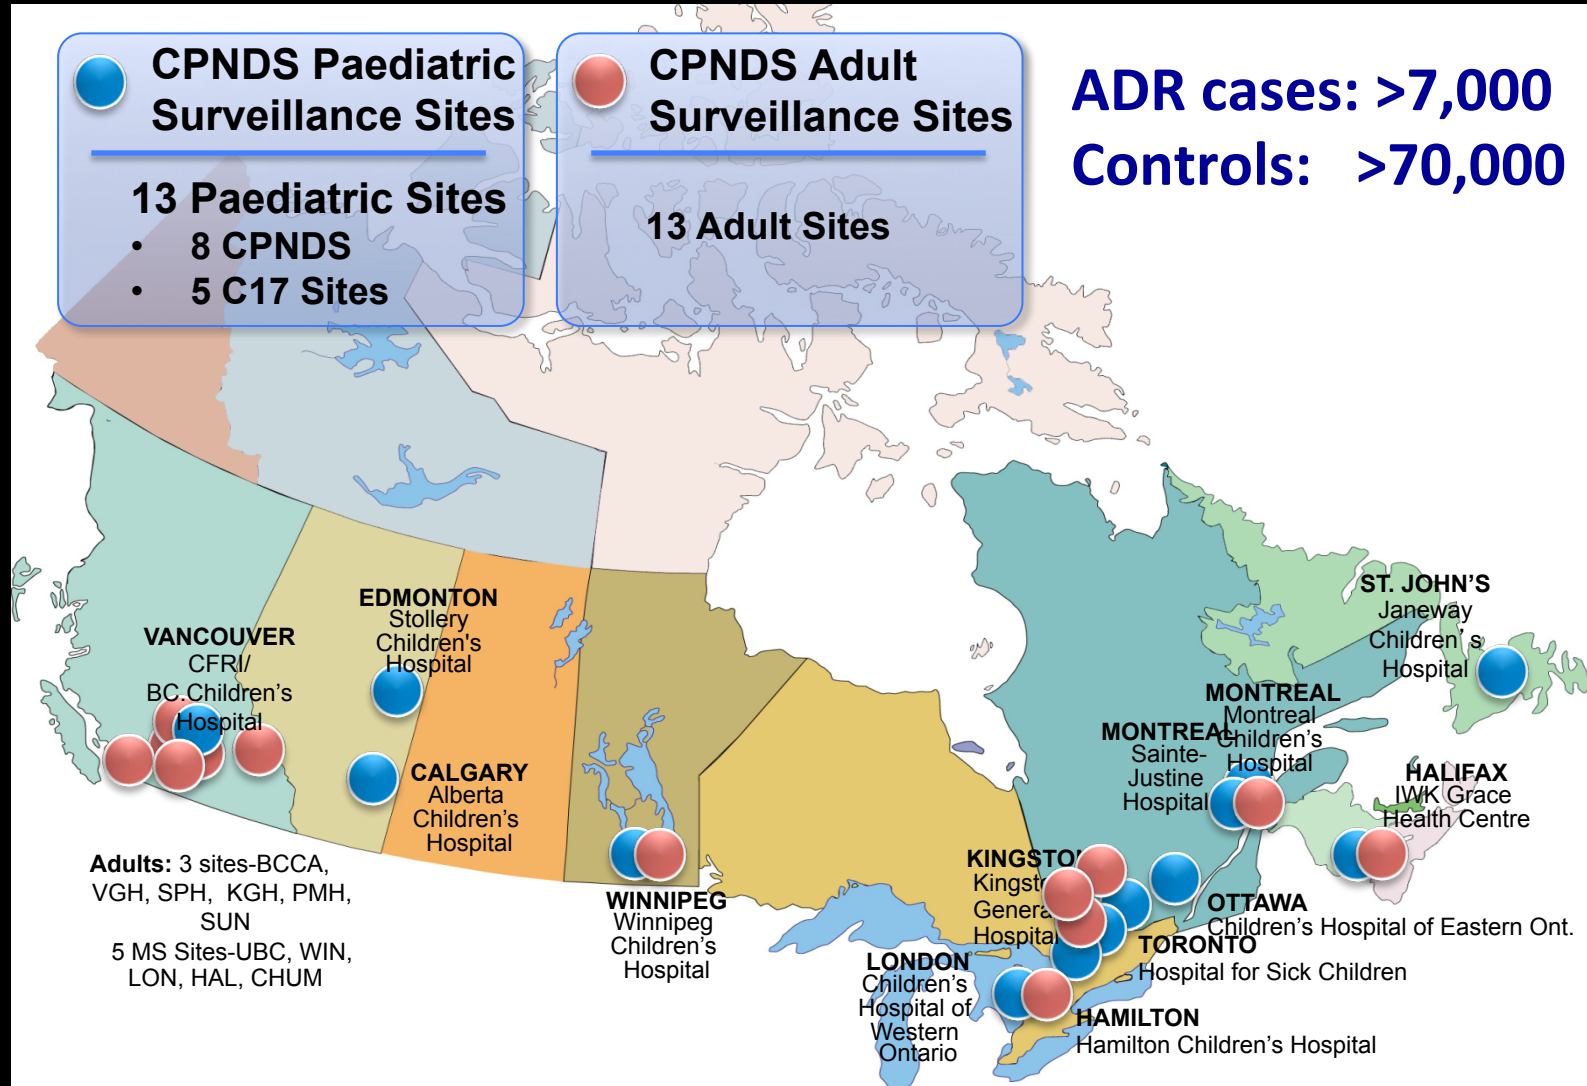 CPNDS Paediatric
Surveillance Sites
13 Paediatric Sites
• 8 CPNDS
• 5 C17 Sites
CPNDS Adult
Surveillance Sites
13 Adult Sites
ADR cases: >7,000
Controls: >70,000
VANCOUVER
CFRI/
BC.Children's
Hospital
EDMONTON
Stollery
Children's
Hospital
CALGARY
Alberta
Children's
Hospital
Adults: 3 sites-BCCA,
VGH, SPH, KGH, PMH,
SUN
5 MS Sites-UBC, WIN,
LON, HAL, CHUM
WINNIPEG
Winnipeg
Children's
Hospital
LONDON
Children's
Hospital of
Western
Ontario
KINGSTON
Kingst
Genera
Hospital
HAMILTON
Hamilton Children's Hospital
TORONTO
Hospital for Sick Children
OTTAWA
Children's Hospital of Eastern Ont.
MONTREAL
Sainte-
Justine
Hospital
MONTREAL
Montreal
Children's
Hospital
HALIFAX
IWK Grace
Health Centre
ST. JOHN'S
Janeway
Children's
Hospital